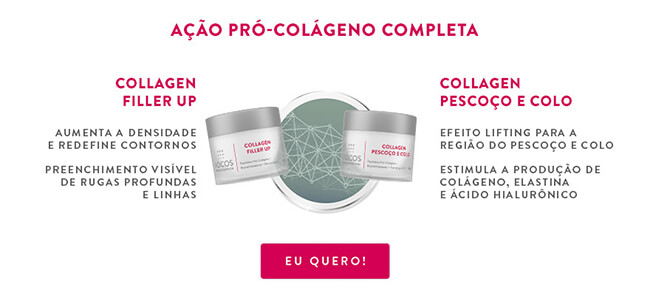 AÇÃO PRÓ-COLÁGENO COMPLETA
COLLAGEN
FILLER UP
AUMENTA A DENSIDADE
E REDEFINE CONTORNOS
PREENCHIMENTO VISÍVEL
DE RUGAS PROFUNDAS
E LINHAS
COLLAGEN
FILLER UP
COLLAGEN
PESCOÇO E COLO
COLLAGEN
PESCOÇO E COLO
EFEITO LIFTING PARA A
REGIÃO DO PESCOÇO E COLO
ESTIMULA A PRODUÇÃO DE
COLÁGENO, ELASTINA
E ÁCIDO HIALURÔNICO
EU QUERO!